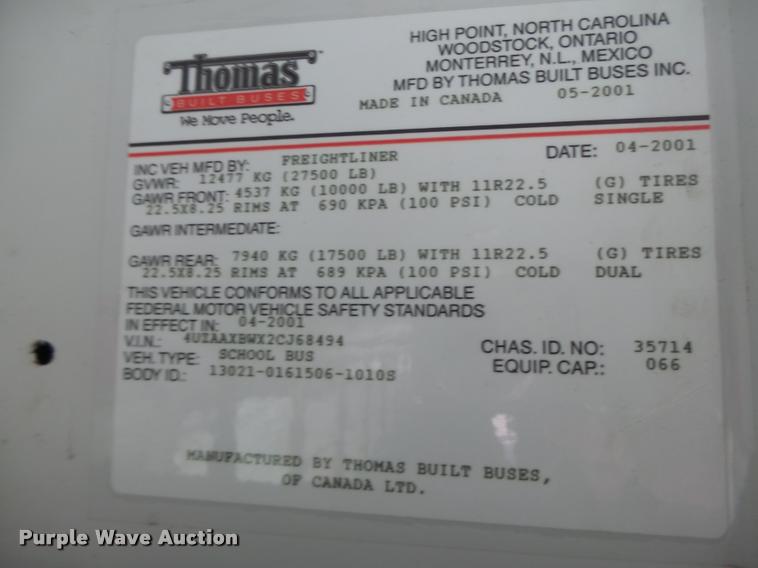 Thomas
BUILT BUSES
We Move People.
HIGH POINT, NORTH CAROLINA
WOODSTOCK, ONTARIO
MONTERREY, N.L., MEXICO
MFD BY THOMAS BUILT BUSES INC.
MADE IN CANADA 05-2001
INC VEH MFD BY: FREIGHTLINER DATE: 04-2001
GVWR: 12477 KG (27500 LB)
GAWR FRONT: 4537 KG (10000 LB) WITH 11R22.5 (G) TIRES
22.5X8.25 RIMS AT 690 KPA (100 PSI) COLD SINGLE
GAWR INTERMEDIATE:
GAWR REAR: 7940 KG (17500 LB) WITH 11R22.5 (G) TIRES
22.5X8.25 RIMS AT 689 KPA (100 PSI) COLD DUAL
THIS VEHICLE CONFORMS TO ALL APPLICABLE
FEDERAL MOTOR VEHICLE SAFETY STANDARDS
IN EFFECT IN: 04-2001
V.I.N.: 4UZAAXBWX2CJ68494
VEH. TYPE: SCHOOL BUS CHAS. ID. NO: 35714
BODY ID.: 13021-0161506-1010S EQUIP. CAP.: 066
MANUFACTURED BY THOMAS BUILT BUSES,
OF CANADA LTD.
Purple Wave Auction